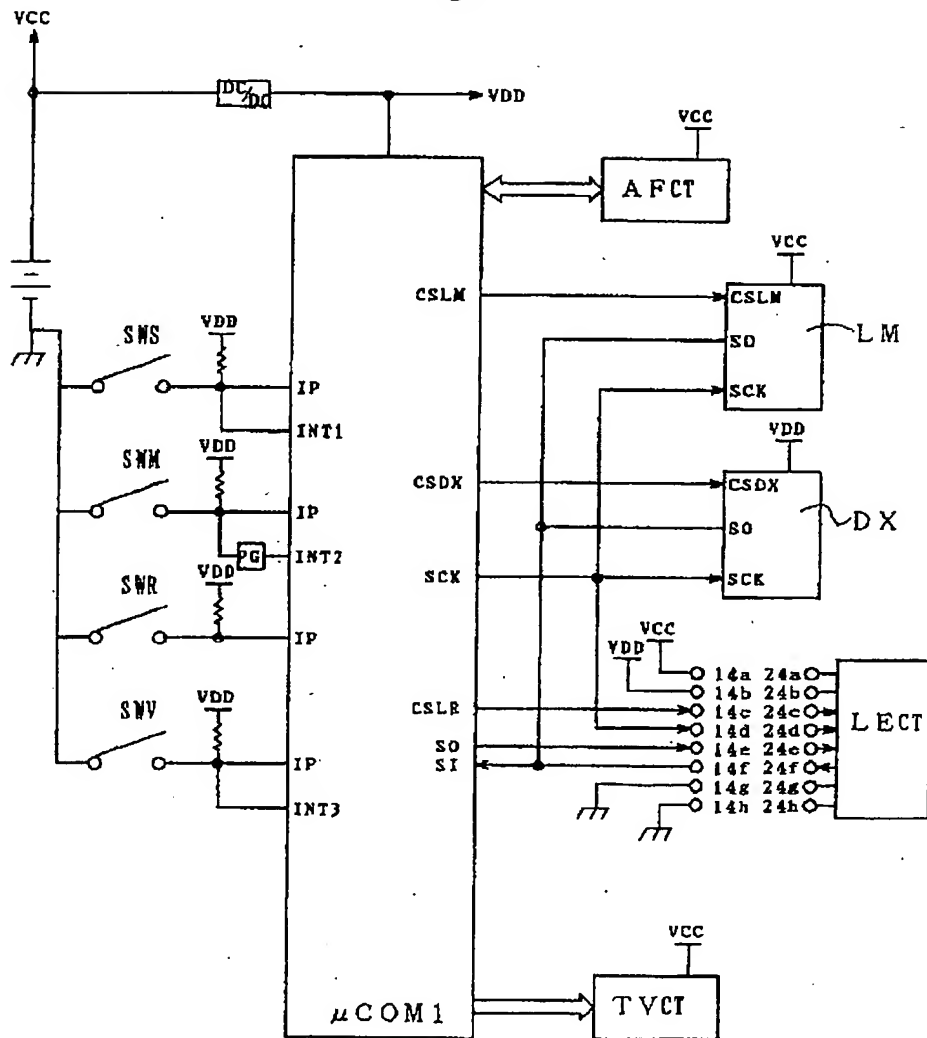 VCC
DC/DC
VDD
VCC
AFCT
VCC
CSLM
CSLM
SWS
VDD
SO
LM
IP
SCK
INT1
SWM
VDD
VDD
CSDX
CSDX
IP
SO
DX
PG
INT2
SCK
SCK
SWR
VDD
VCC
IP
VDD
14a 24a
14b 24b
SWV
VDD
CSLR
14c 24c
LECT
14d 24d
SO
14e 24e
IP
SI
14f 24f
14g 24g
INT3
14h 24h
VCC
μCOM1
TVCT